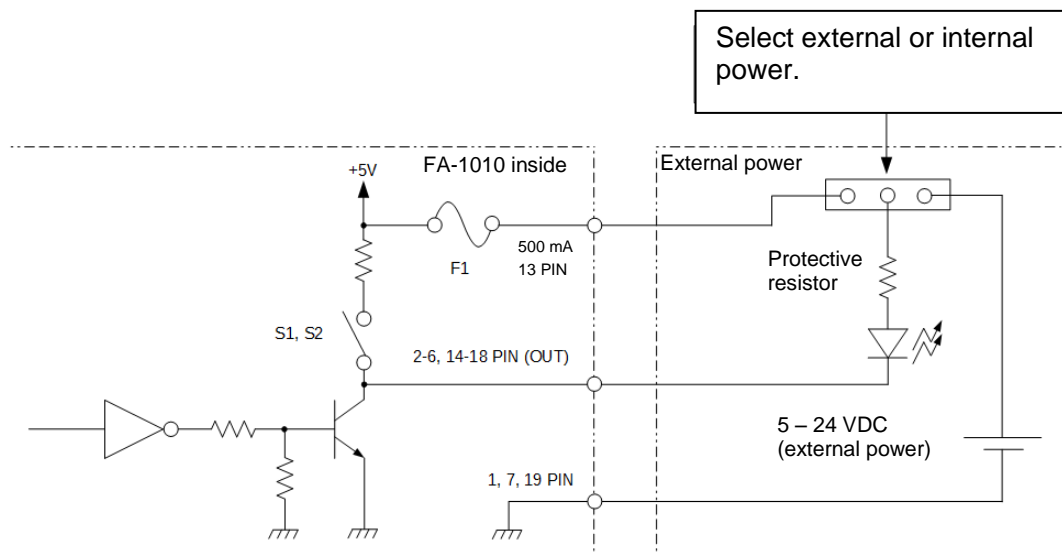 Select external or internal
power.
FA-1010 inside
External power
+5V
500 mA
13 PIN
F1
Protective
resistor
S1, S2
2-6, 14-18 PIN (OUT)
5 – 24 VDC
(external power)
1, 7, 19 PIN